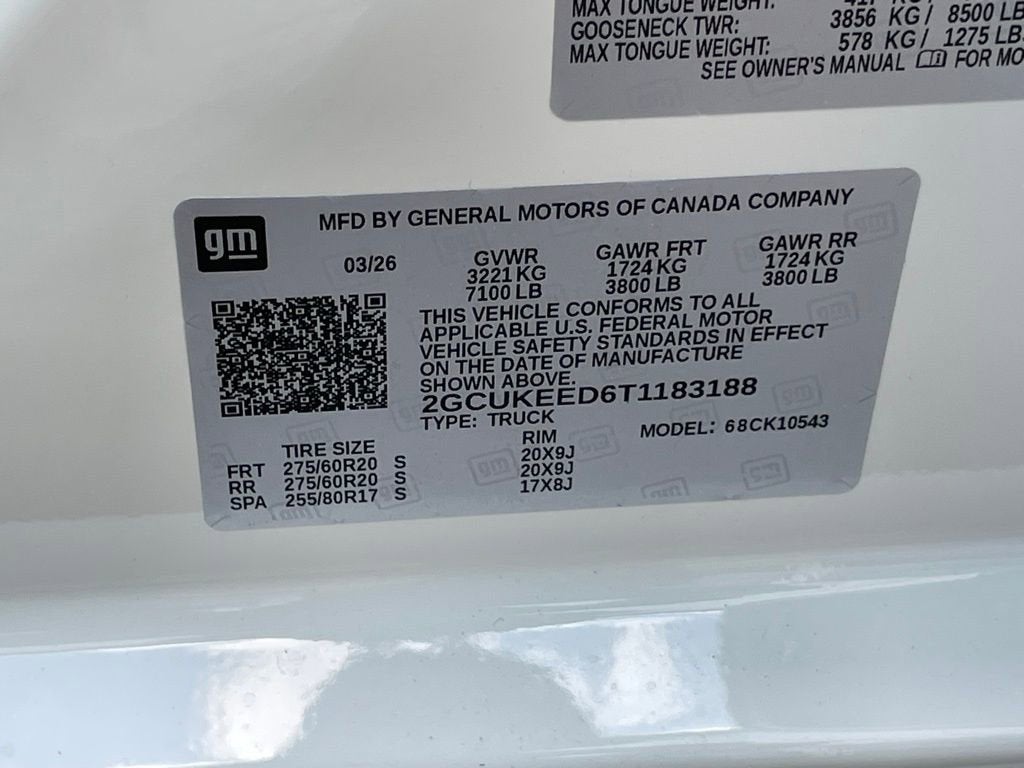 MAX TONGUE WEIGHT:
GOOSENECK TWR: 3856 KG / 8500 LB
MAX TONGUE WEIGHT: 578 KG / 1275 LBS
SEE OWNER'S MANUAL FOR MO
gm
MFD BY GENERAL MOTORS OF CANADA COMPANY
03/26 GVWR GAWR FRT GAWR RR
3221 KG 1724 KG 1724 KG
7100 LB 3800 LB 3800 LB
THIS VEHICLE CONFORMS TO ALL
APPLICABLE U.S. FEDERAL MOTOR
VEHICLE SAFETY STANDARDS IN EFFECT
ON THE DATE OF MANUFACTURE
SHOWN ABOVE.
2GCUKEED6T1183188
TYPE: TRUCK MODEL: 68CK10543
TIRE SIZE RIM
FRT 275/60R20 S 20X9J
RR 275/60R20 S 20X9J
SPA 255/80R17 S 17X8J